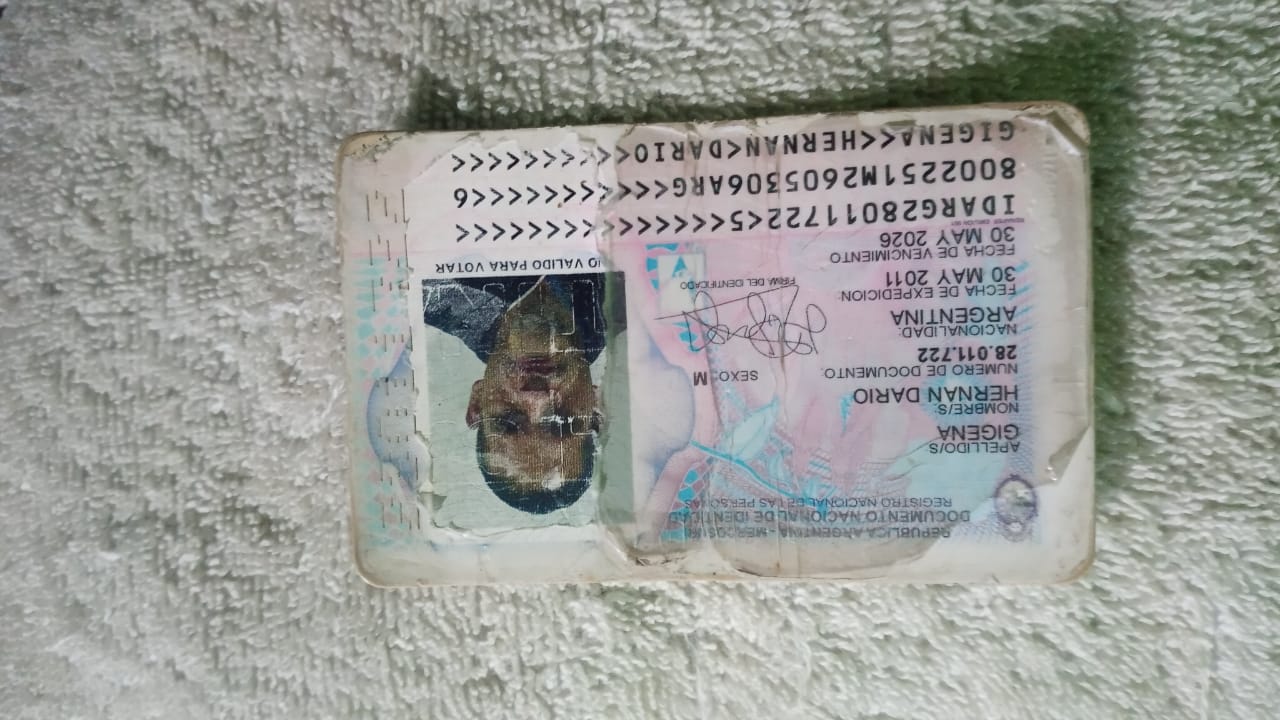 REPUBLICA ARGENTINA - MERCOSUR
DOCUMENTO NACIONAL DE IDENTIDAD
REGISTRO NACIONAL DE LAS PERSONAS
APELLIDO/S
GIGENA
NOMBRE/S:
HERNAN DARIO
SEXO: M
NUMERO DE DOCUMENTO:
28.011.722
NACIONALIDAD:
ARGENTINA
FECHA DE EXPEDICION:
30 MAY 2011
FECHA DE VENCIMIENTO
30 MAY 2026
FIRMA DEL IDENTIFICADO
VALIDO PARA VOTAR
IDARG28011722<5<<<<<<<<<<<<<<<
8002251M2605306ARG<<<<<<<<<<<6
GIGENA<<HERNAN<DARIO<<<<<<<<<<